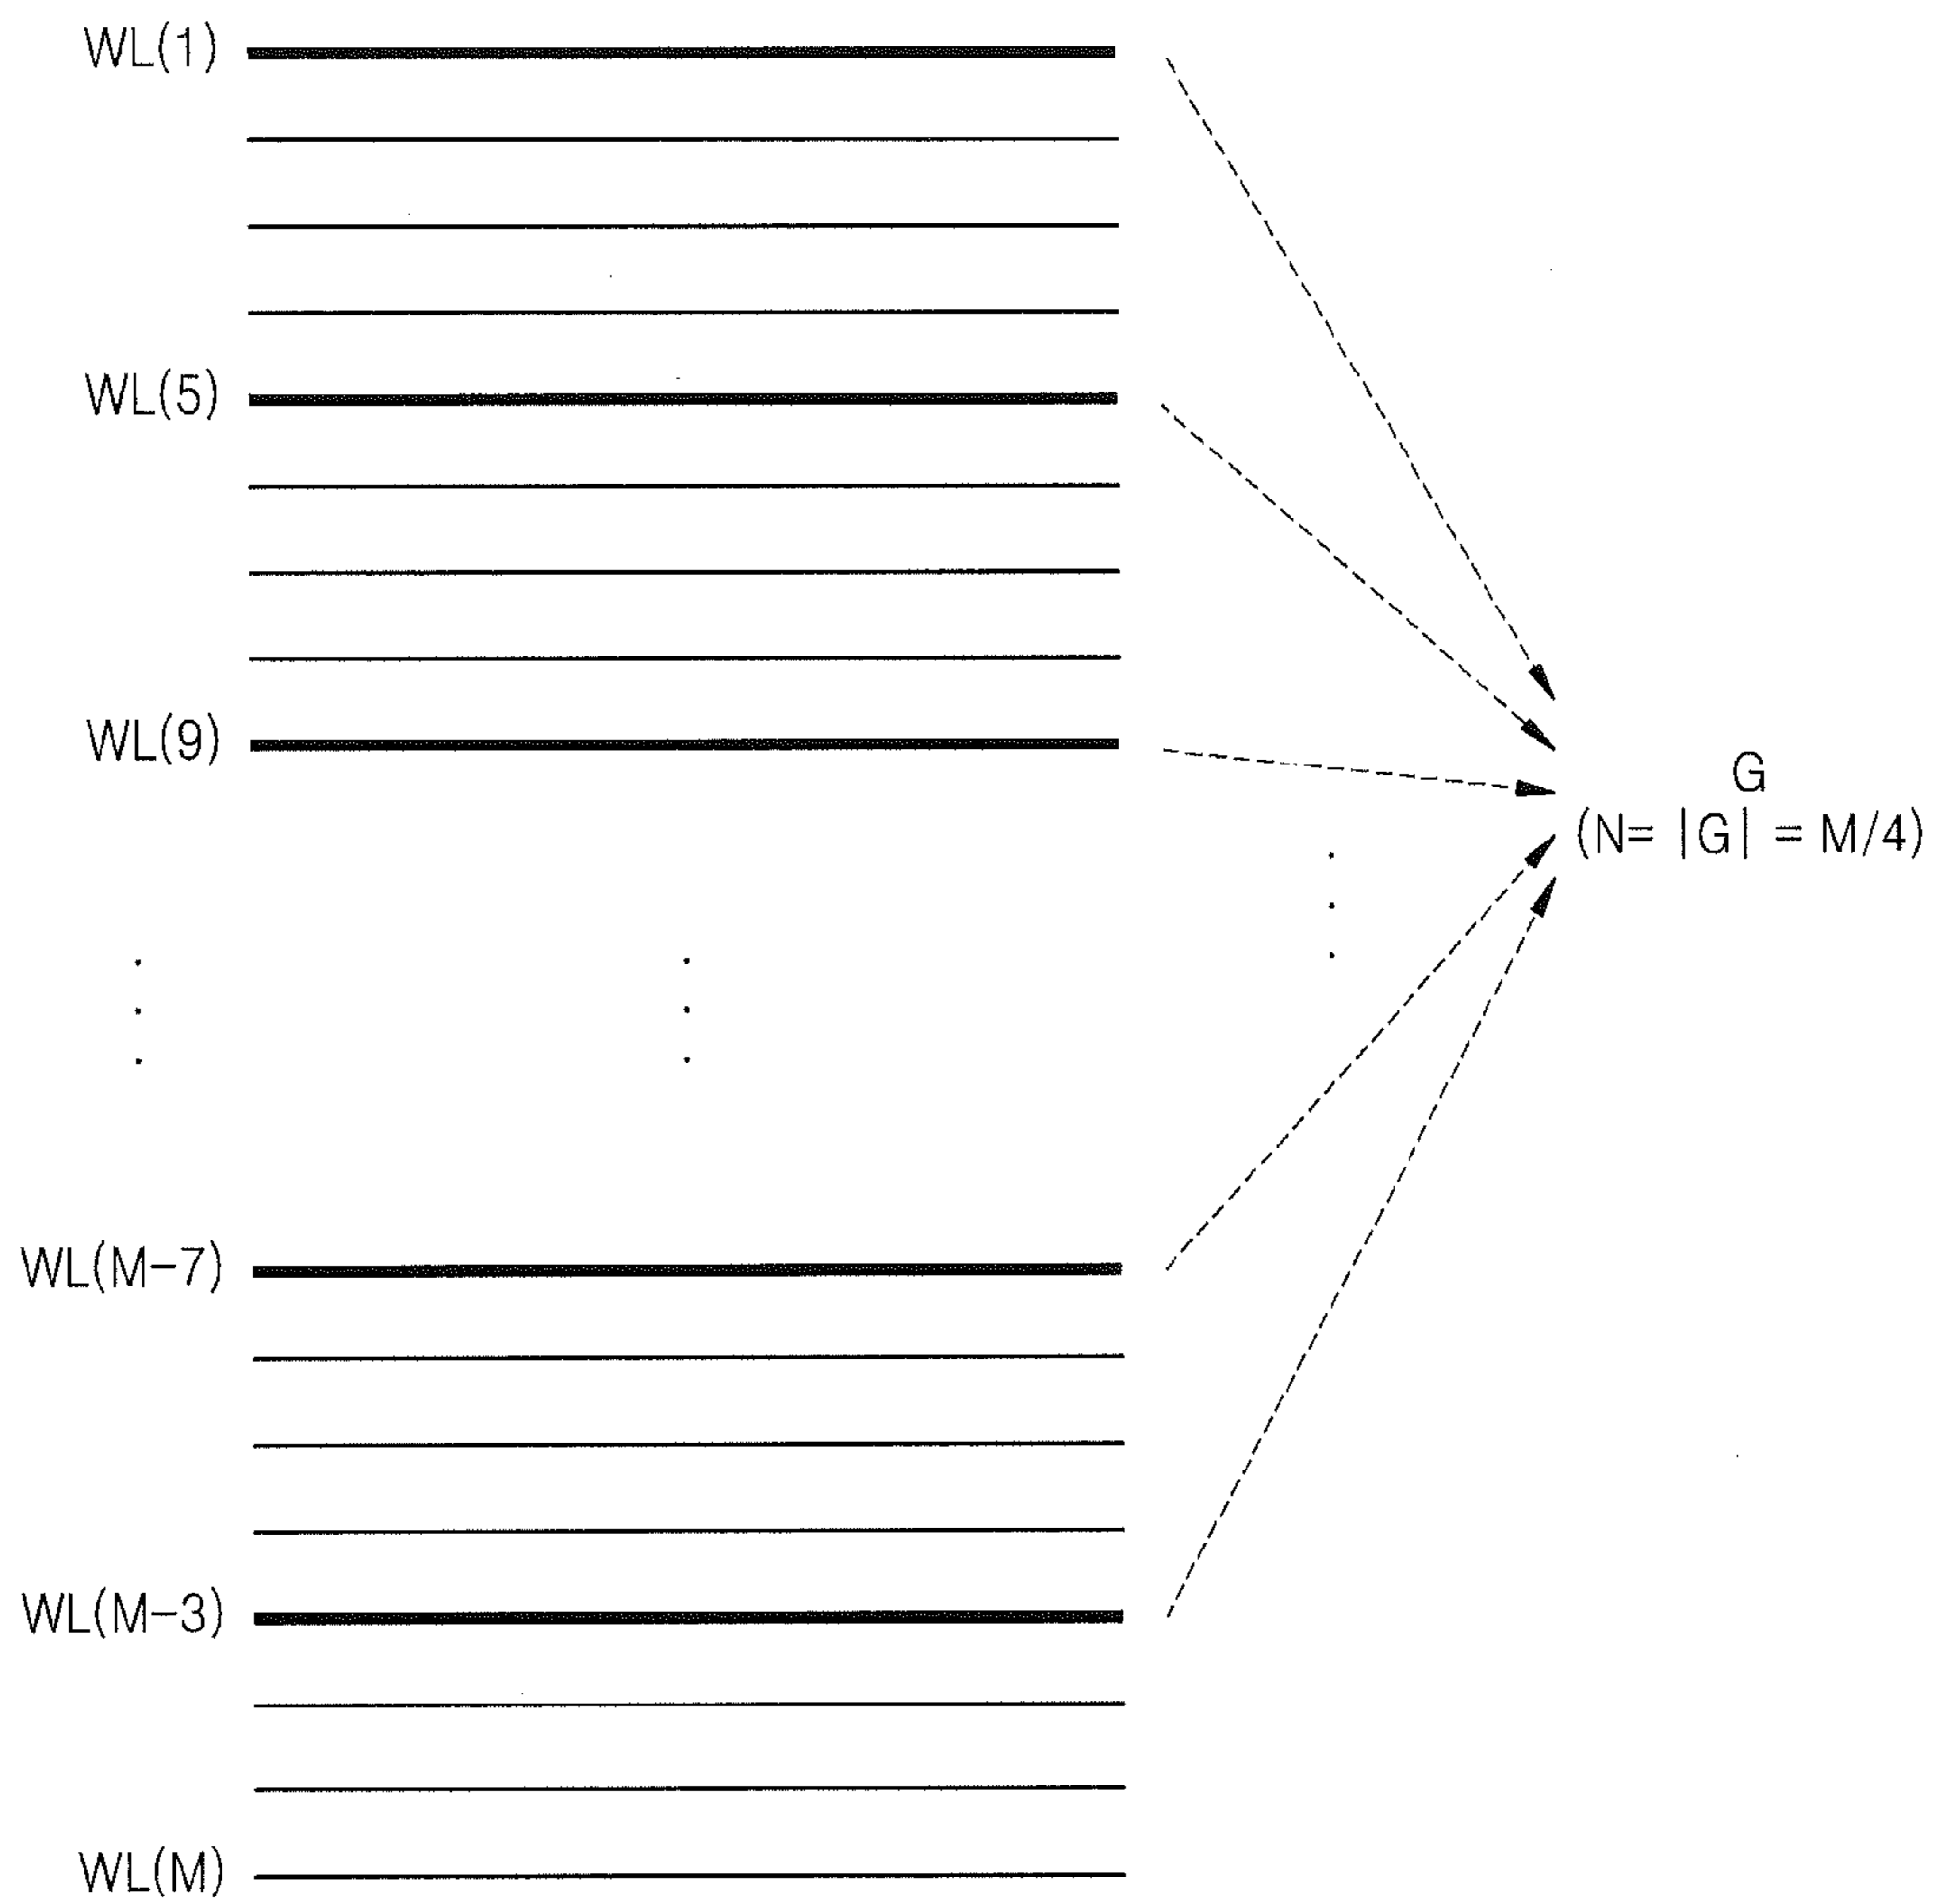 WL(1)
WL(5)
WL(9)
G
(N= |G| = M/4)
WL(M-7)
WL(M-3)
WL(M)